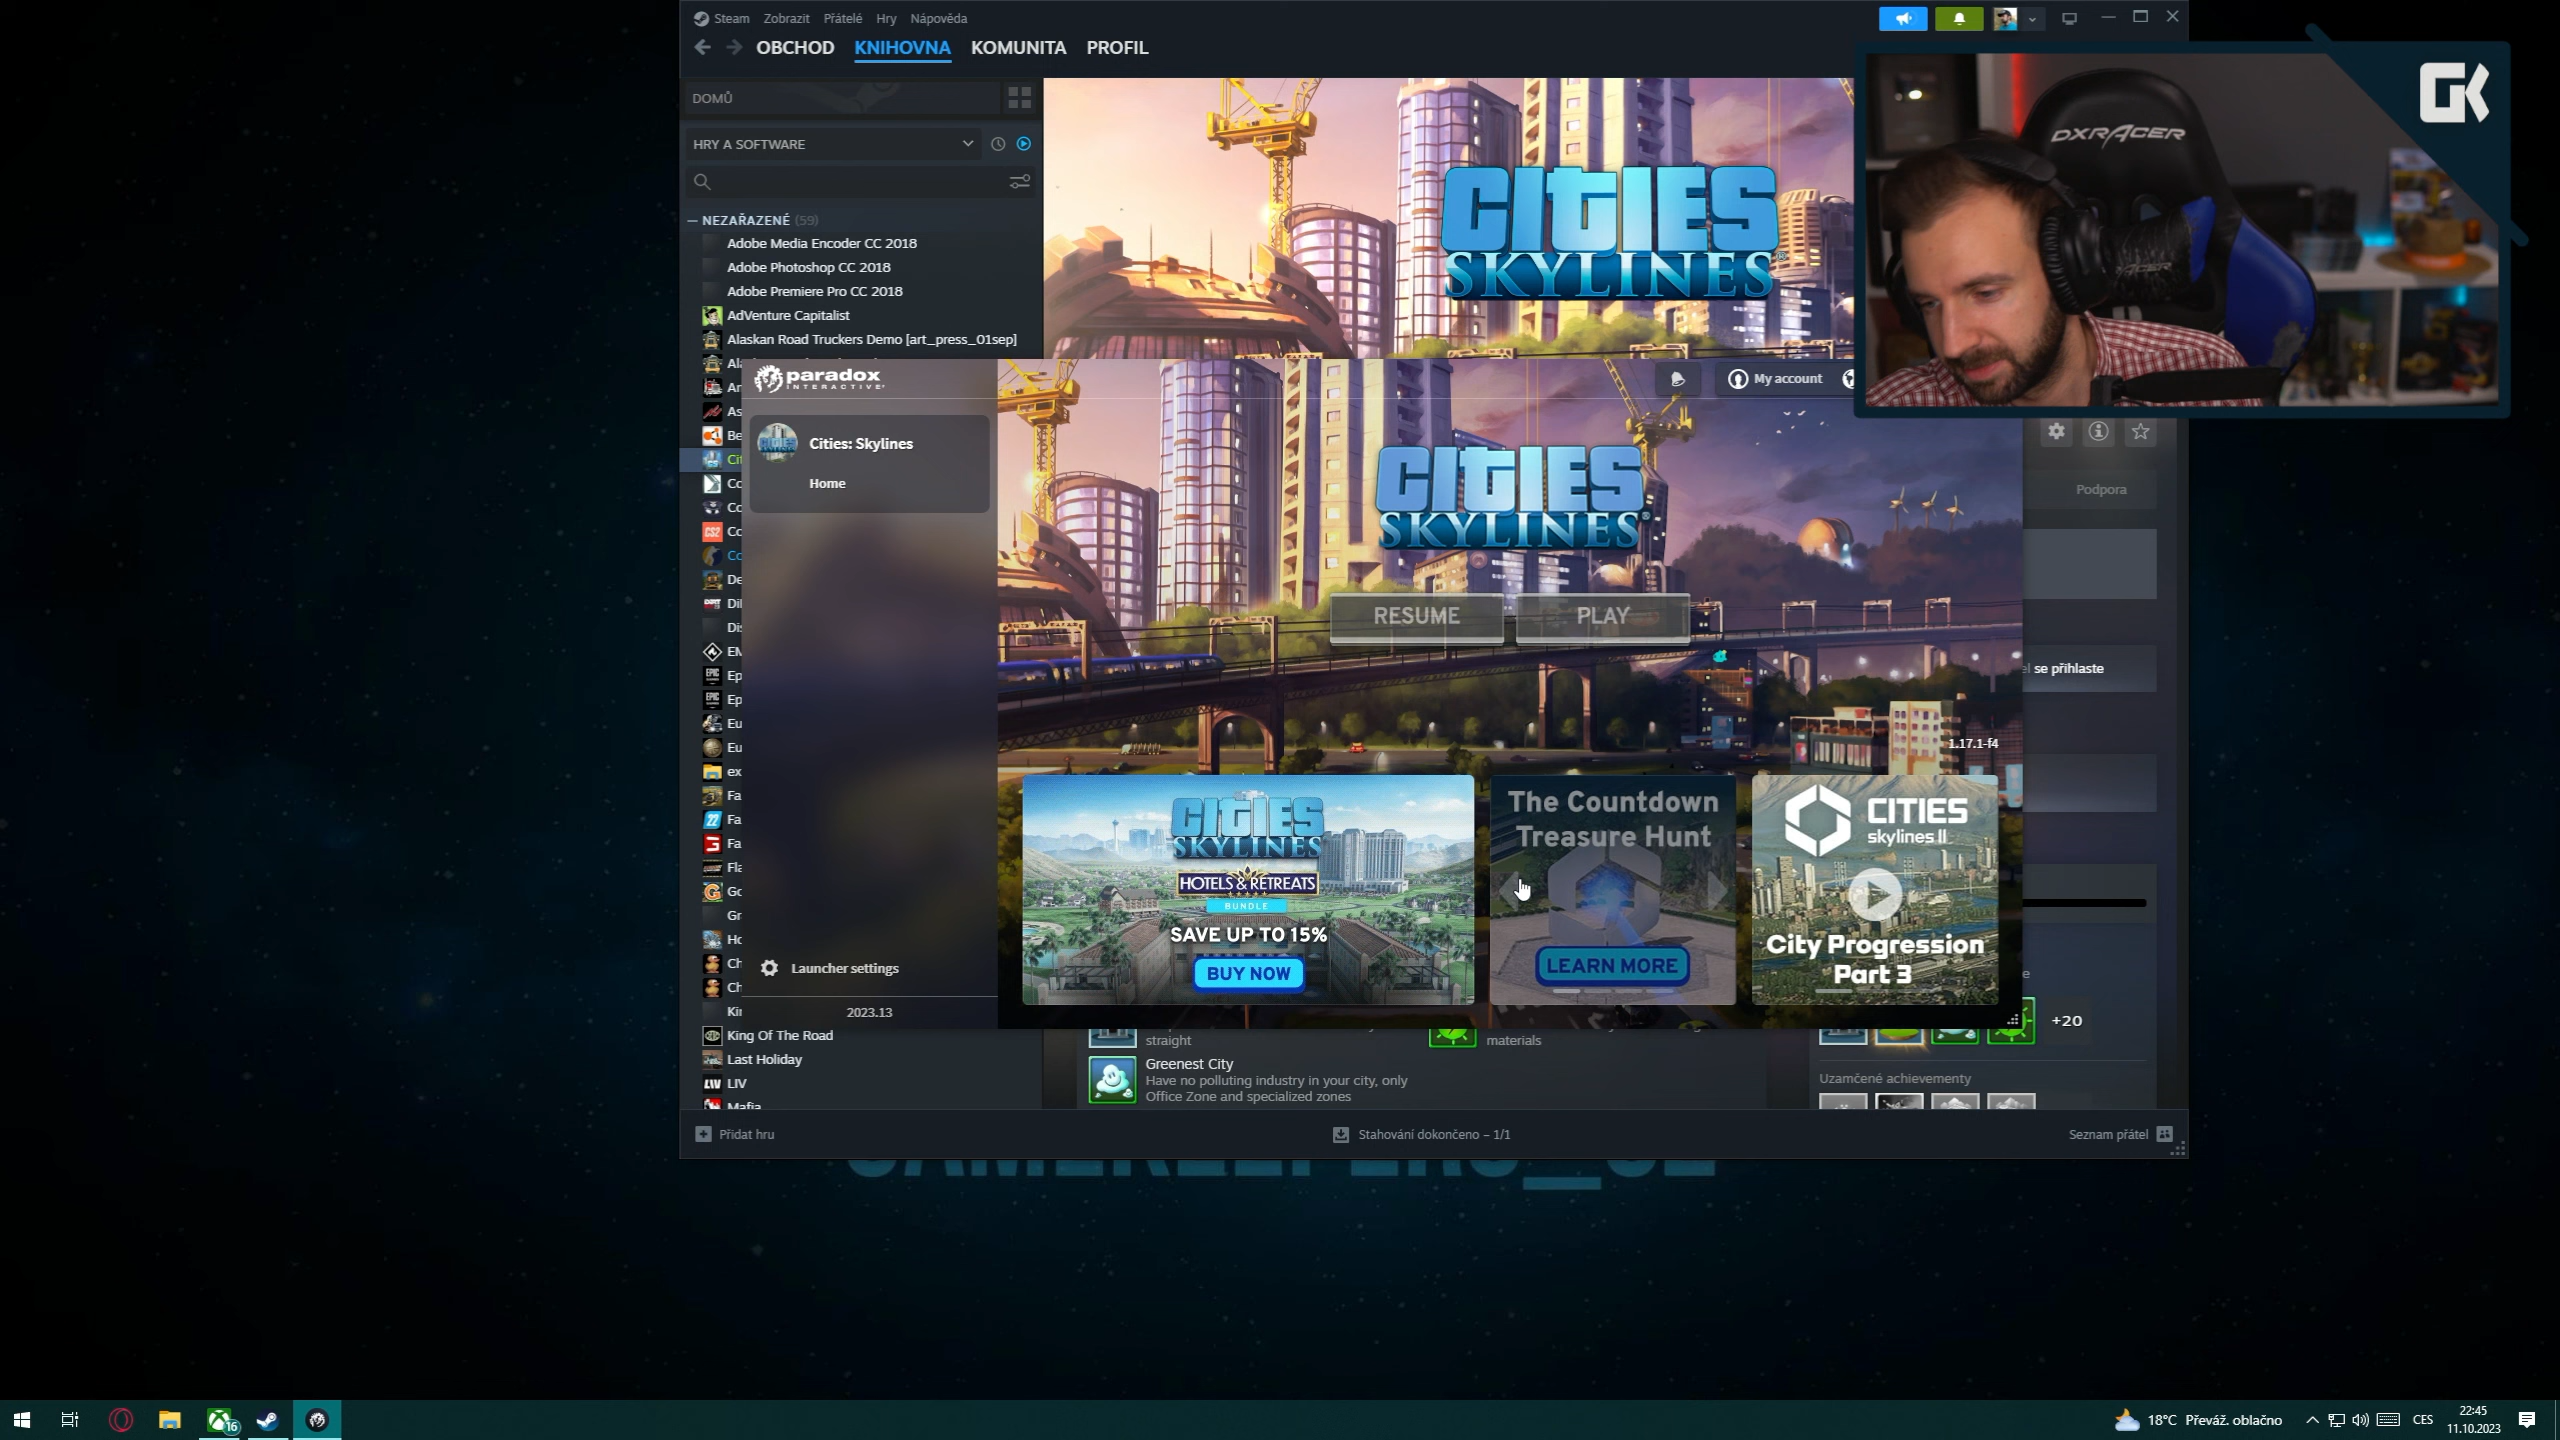 Steam Zobrazit Přátelé Hry Nápověda
OBCHOD KNIHOVNA KOMUNITA PROFIL
DOMŮ
HRY A SOFTWARE
NEZAŘAZENÉ (59)
Adobe Media Encoder CC 2018
Adobe Photoshop CC 2018
Adobe Premiere Pro CC 2018
AdVenture Capitalist
Alaskan Road Truckers Demo [art_press_01sep]
King Of The Road
Last Holiday
LIV
Mafia
CITIES
SKYLINES
DXRACER
GK
paradox
INTERACTIVE
My account
Cities: Skylines
Home
CITIES
SKYLINES
RESUME
PLAY
Podpora
se přihlaste
1.17.1-f4
CITIES
SKYLINES
HOTELS & RETREATS
BUNDLE
SAVE UP TO 15%
BUY NOW
The Countdown
Treasure Hunt
LEARN MORE
CITIES
skylines II
City Progression
Part 3
Launcher settings
2023.13
+20
straight
materials
Greenest City
Have no polluting industry in your city, only
Office Zone and specialized zones
Uzamčené achievementy
Přidat hru
Stahování dokončeno – 1/1
Seznam přátel
16
18°C Převáž. oblačno
CES
22:45
11.10.2023